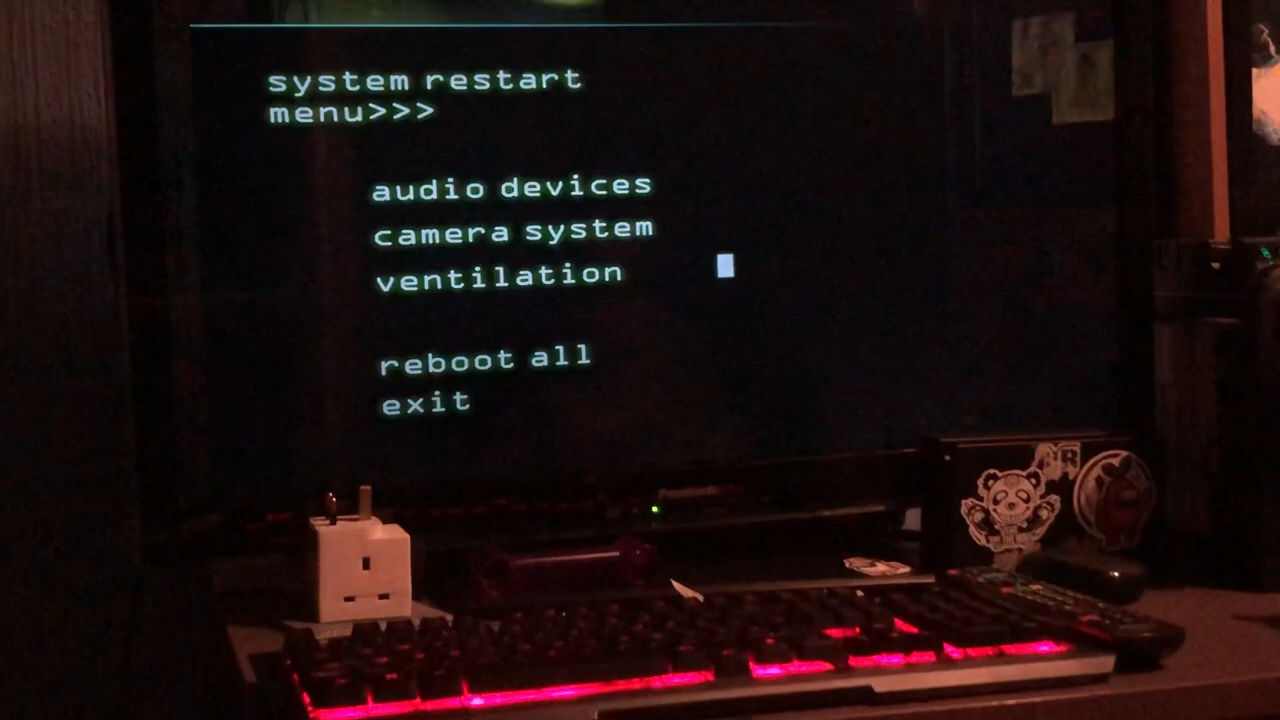 system restart
menu>>>
audio devices
camera system
ventilation
reboot all
exit